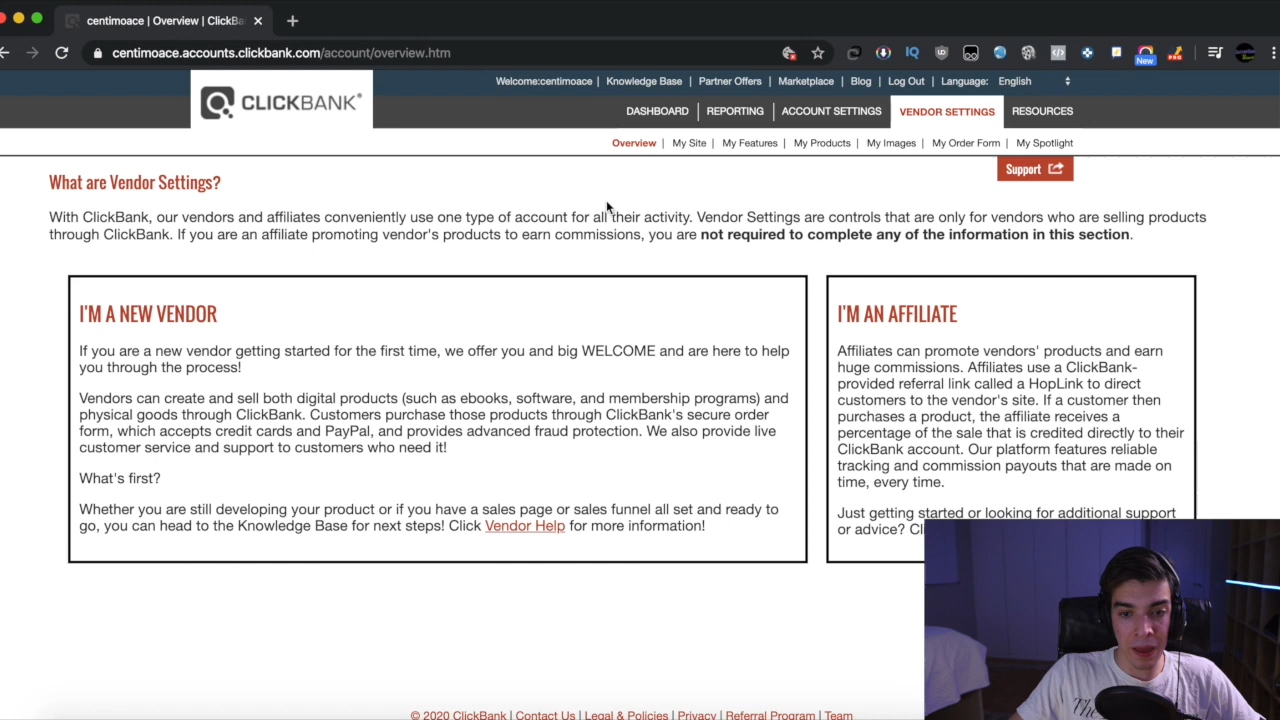 centimoace | Overview | ClickBa
centimoace.accounts.clickbank.com/account/overview.htm
New
Welcome:centimoace | Knowledge Base | Partner Offers | Marketplace | Blog | Log Out | Language: English
CLICKBANK®
DASHBOARD | REPORTING | ACCOUNT SETTINGS VENDOR SETTINGS RESOURCES
Overview | My Site | My Features | My Products | My Images | My Order Form | My Spotlight
Support
What are Vendor Settings?
With ClickBank, our vendors and affiliates conveniently use one type of account for all their activity. Vendor Settings are controls that are only for vendors who are selling products
through ClickBank. If you are an affiliate promoting vendor's products to earn commissions, you are not required to complete any of the information in this section.
I'M A NEW VENDOR
If you are a new vendor getting started for the first time, we offer you and big WELCOME and are here to help
you through the process!
Vendors can create and sell both digital products (such as ebooks, software, and membership programs) and
physical goods through ClickBank. Customers purchase those products through ClickBank's secure order
form, which accepts credit cards and PayPal, and provides advanced fraud protection. We also provide live
customer service and support to customers who need it!
What's first?
Whether you are still developing your product or if you have a sales page or sales funnel all set and ready to
go, you can head to the Knowledge Base for next steps! Click Vendor Help for more information!
I'M AN AFFILIATE
Affiliates can promote vendors' products and earn
huge commissions. Affiliates use a ClickBank-
provided referral link called a HopLink to direct
customers to the vendor's site. If a customer then
purchases a product, the affiliate receives a
percentage of the sale that is credited directly to their
ClickBank account. Our platform features reliable
tracking and commission payouts that are made on
time, every time.
Just getting started or looking for additional support
or advice? Cl
© 2020 ClickBank | Contact Us | Legal & Policies | Privacy | Referral Program | Team